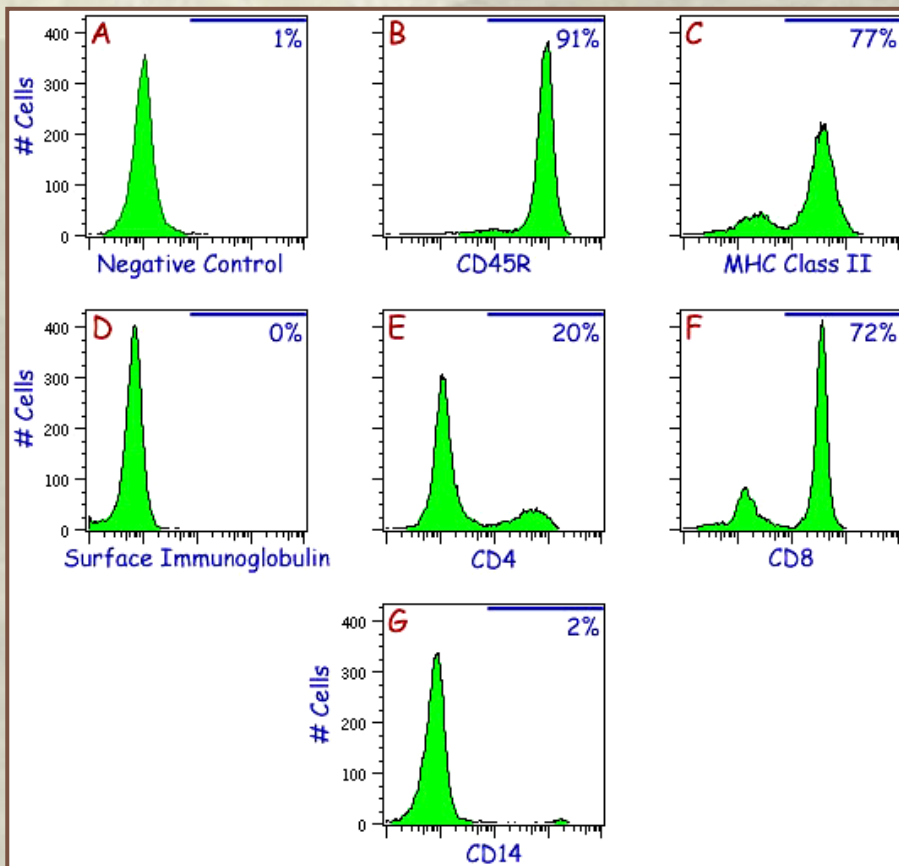 A
1%
400
300
200
100
0
# Cells
Negative Control
B
91%
CD45R
C
77%
MHC Class II
D
0%
400
300
200
100
0
# Cells
Surface Immunoglobulin
E
20%
CD4
F
72%
CD8
G
2%
400
300
200
100
0
# Cells
CD14